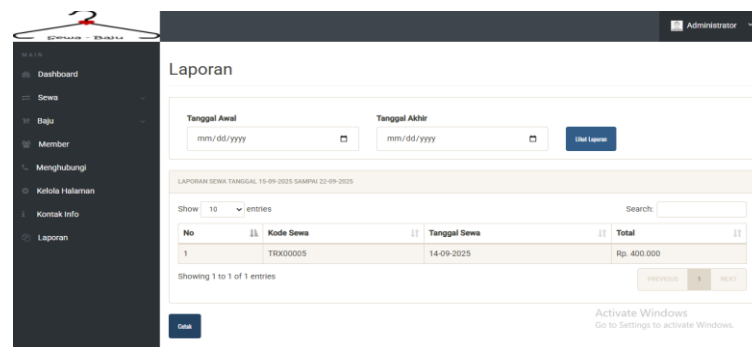 Sewa - Baju
Administrator
MAIN
Dashboard
Sewa
Baju
Member
Menghubungi
Kelola Halaman
Kontak Info
Laporan
Laporan
Tanggal Awal Tanggal Akhir
mm/dd/yyyy mm/dd/yyyy Lihat Laporan
LAPORAN SEWA TANGGAL 15-09-2025 SAMPAI 22-09-2025
Show 10 entries Search:
No Kode Sewa Tanggal Sewa Total
1 TRX00005 14-09-2025 Rp. 400.000
Showing 1 to 1 of 1 entries
PREVIOUS 1 NEXT
Cetak
Activate Windows
Go to Settings to activate Windows.